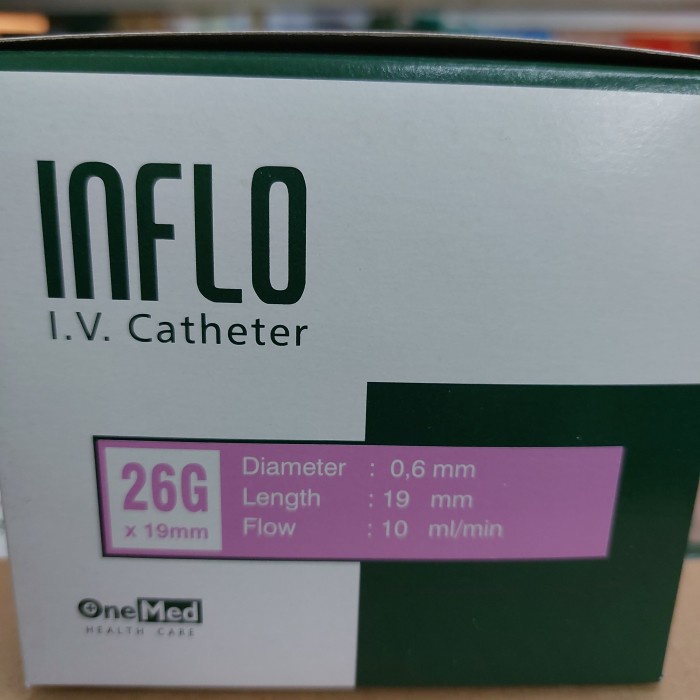 INFLO
I.V. Catheter
26G
x 19mm
Diameter : 0,6 mm
Length : 19 mm
Flow : 10 ml/min
OneMed
HEALTH CARE